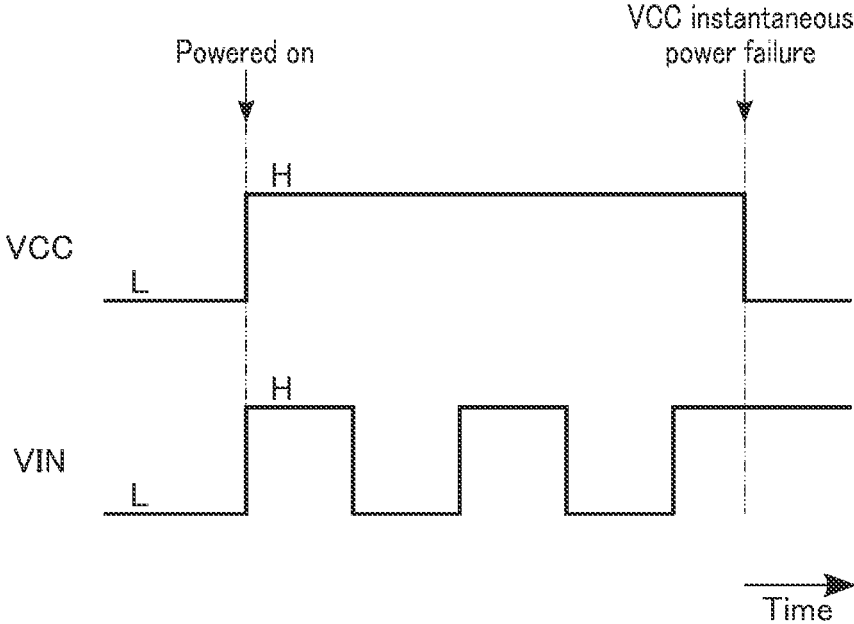 VCC instantaneous
power failure
Powered on
H
VCC
L
H
VIN
L
Time